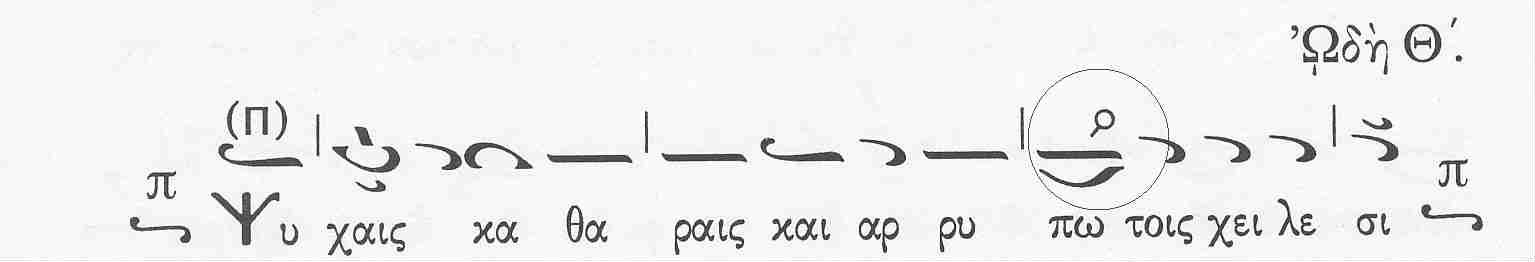 Ὠδὴ Θ΄.
(Π)
π Ψυ χαις κα θα ραις και αρ ρυ πω τοις χει λε σι π